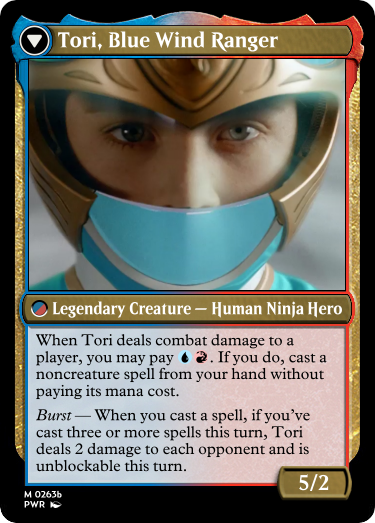 Tori, Blue Wind Ranger
Legendary Creature — Human Ninja Hero
When Tori deals combat damage to a
player, you may pay . If you do, cast a
noncreature spell from your hand without
paying its mana cost.
Burst — When you cast a spell, if you've
cast three or more spells this turn, Tori
deals 2 damage to each opponent and is
unblockable this turn.
5/2
M 0263b
PWR